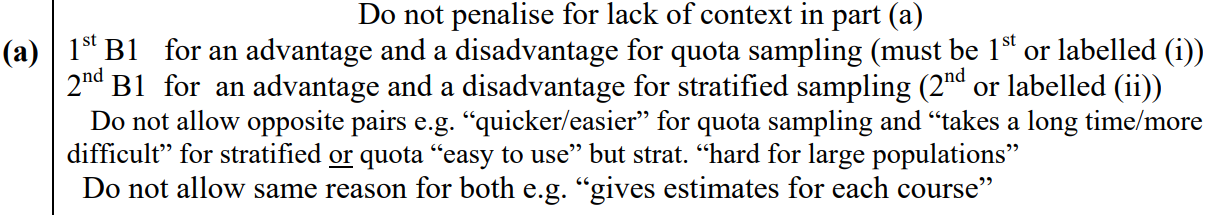 Do not penalise for lack of context in part (a)
(a) 1st B1 for an advantage and a disadvantage for quota sampling (must be 1st or labelled (i))
2nd B1 for an advantage and a disadvantage for stratified sampling (2nd or labelled (ii))
Do not allow opposite pairs e.g. “quicker/easier” for quota sampling and “takes a long time/more
difficult” for stratified or quota “easy to use” but strat. “hard for large populations”
Do not allow same reason for both e.g. “gives estimates for each course”